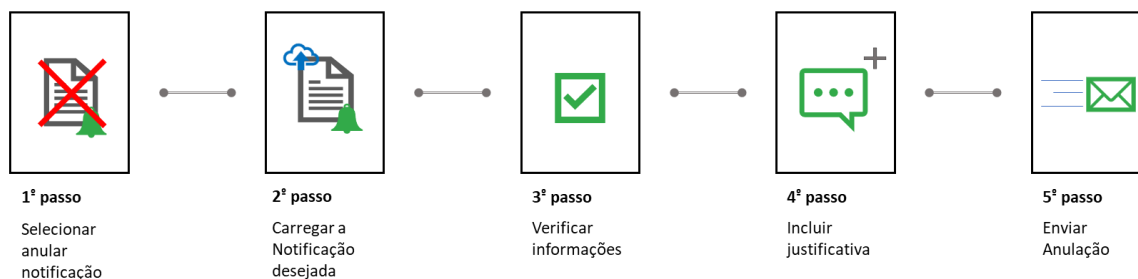 1º passo
Selecionar
anular
notificação
2º passo
Carregar a
Notificação
desejada
3º passo
Verificar
informações
4º passo
Incluir
justificativa
5º passo
Enviar
Anulação